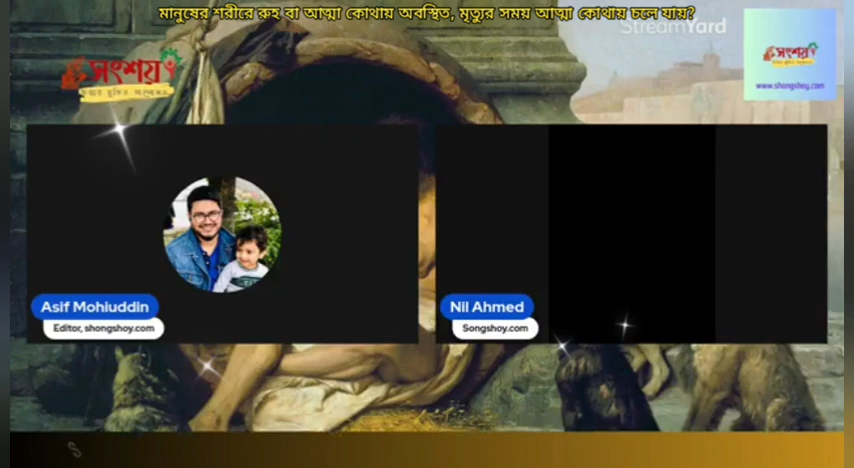 মানুষের শরীরে রুহ বা আত্মা কোথায় অবস্থিত, মৃত্যুর সময় আত্মা কোথায় চলে যায়?
StreamYard
সংশয়
সংশয়
www.shongshoy.com
Asif Mohiuddin
Editor, shongshoy.com
Nil Ahmed
Songshoy.com